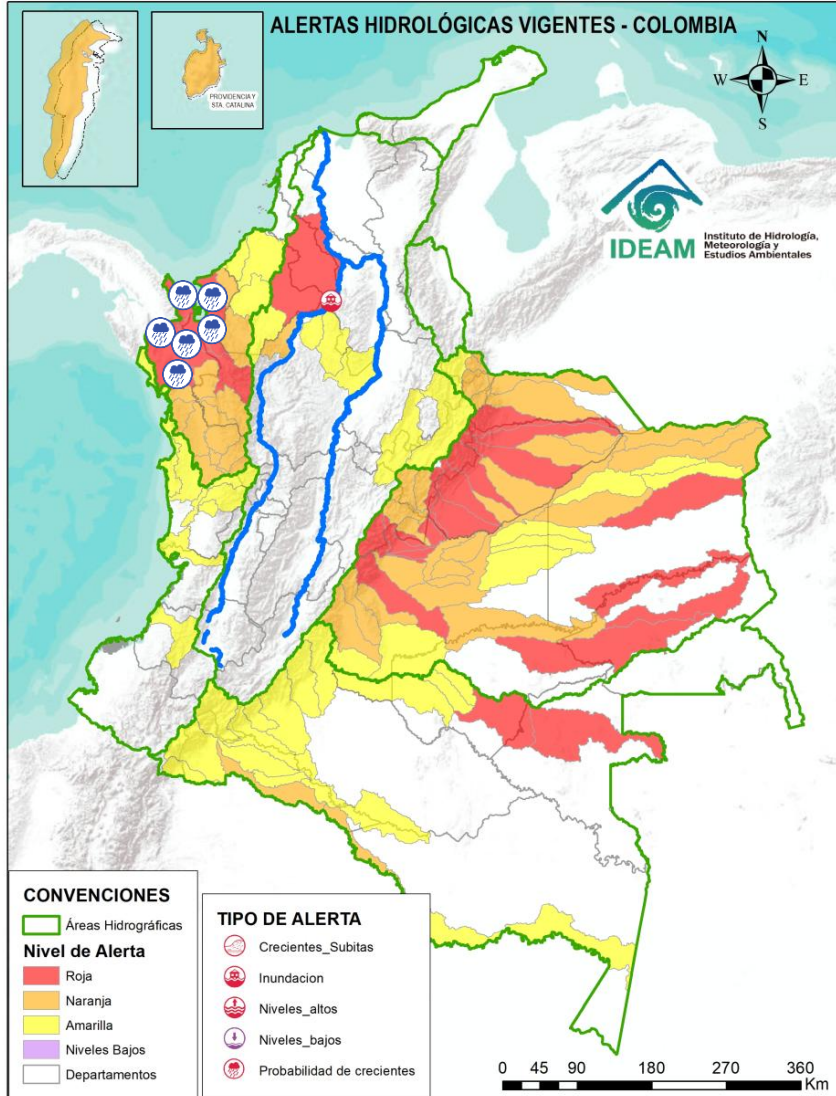 ALERTAS HIDROLÓGICAS VIGENTES - COLOMBIA
PROVIDENCIA Y
STA. CATALINA
N
W
E
S
IDEAM
Instituto de Hidrología,
Meteorología y
Estudios Ambientales
CONVENCIONES
Áreas Hidrográficas
Nivel de Alerta
Roja
Naranja
Amarilla
Niveles Bajos
Departamentos
TIPO DE ALERTA
Crecientes_Subitas
Inundacion
Niveles_altos
Niveles_bajos
Probabilidad de crecientes
0 45 90 180 270 360
Km